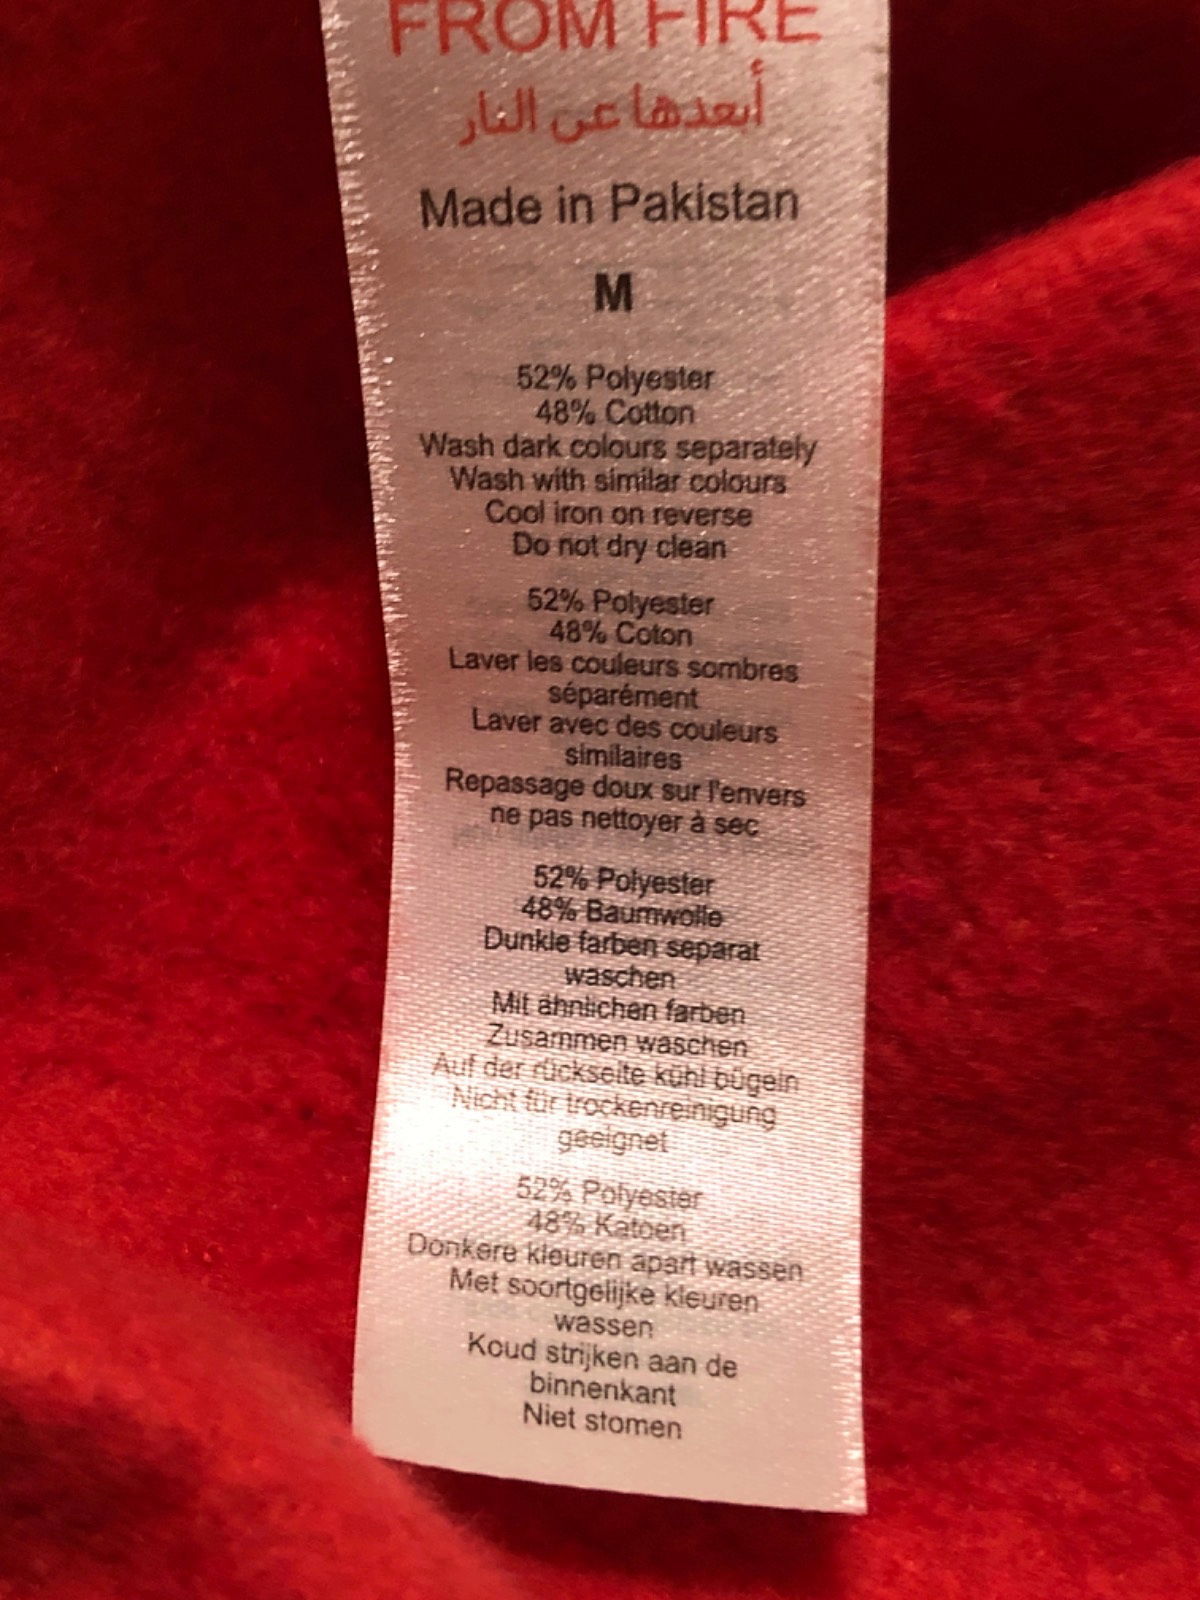 FROM FIRE
أبعدها عن النار
Made in Pakistan
M
52% Polyester
48% Cotton
Wash dark colours separately
Wash with similar colours
Cool iron on reverse
Do not dry clean
52% Polyester
48% Coton
Laver les couleurs sombres
séparément
Laver avec des couleurs
similaires
Repassage doux sur l'envers
ne pas nettoyer à sec
52% Polyester
48% Baumwolle
Dunkle farben separat
waschen
Mit ähnlichen farben
Zusammen waschen
Auf der rückseite kühl bügeln
Nicht für trockenreinigung
geeignet
52% Polyester
48% Katoen
Donkere kleuren apart wassen
Met soortgelijke kleuren
wassen
Koud strijken aan de
binnenkant
Niet stomen